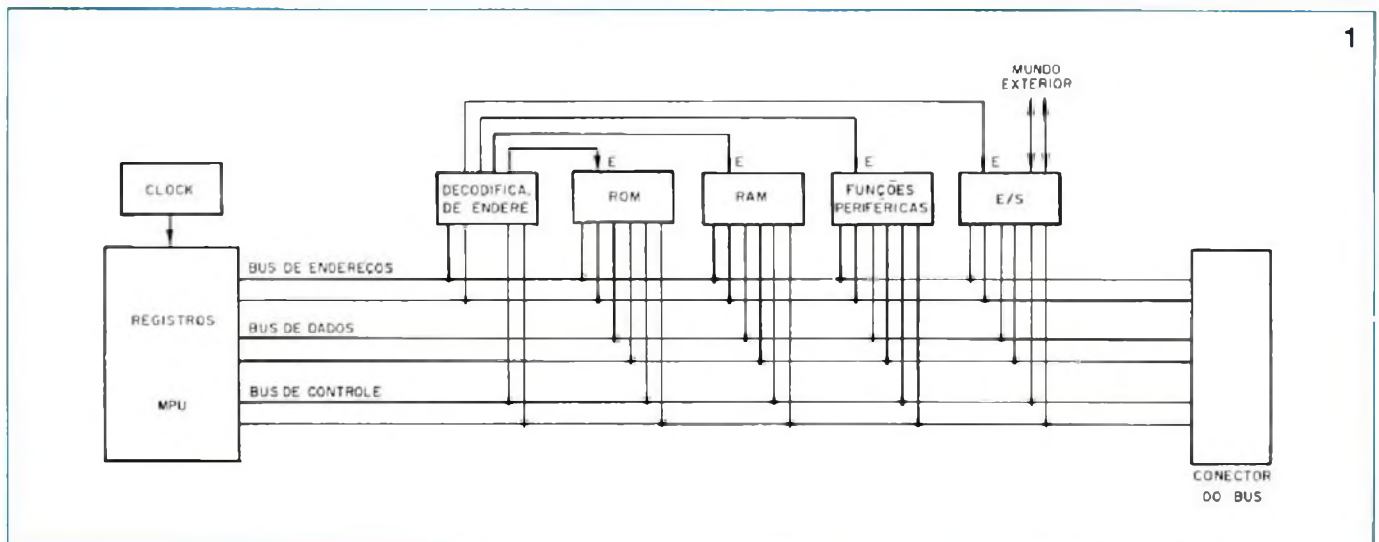 1
MUNDO
EXTERIOR
CLOCK
DECODIFICA.
DE ENDERE
E
ROM
E
RAM
E
FUNÇÕES
PERIFÉRICAS
E
E/S
BUS DE ENDEREÇOS
REGISTROS
BUS DE DADOS
MPU
BUS DE CONTROLE
CONECTOR
DO BUS